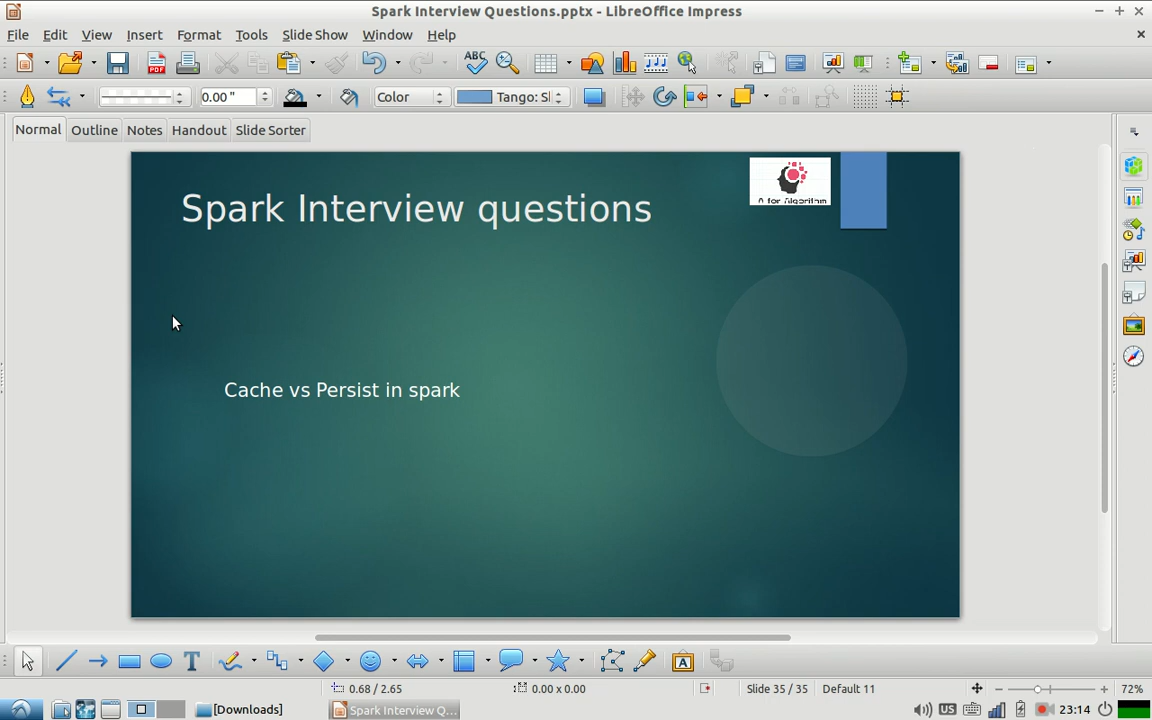 Spark Interview Questions.pptx - LibreOffice Impress
File Edit View Insert Format Tools Slide Show Window Help
0.00 " Color Tango: Sl
Normal Outline Notes Handout Slide Sorter
Spark Interview questions
A for Algorithm
Cache vs Persist in spark
0.68 / 2.65 0.00 x 0.00 Slide 35 / 35 Default 11 72%
[Downloads] Spark Interview Q... US 23:14